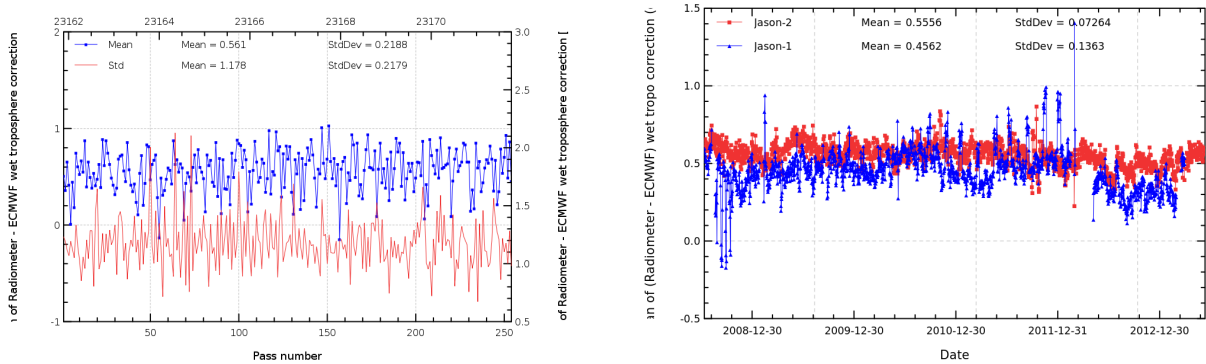 23162 23164 23166 23168 23170
Mean Mean = 0.561 StdDev = 0.2188
Std Mean = 1.178 StdDev = 0.2179
2
1
0
-1
3.0
2.5
2.0
1.5
1.0
0.5
of Radiometer - ECMWF wet troposphere correction
of Radiometer - ECMWF wet troposphere correction [
50 100 150 200 250
Pass number
Jason-2 Mean = 0.5556 StdDev = 0.07264
Jason-1 Mean = 0.4562 StdDev = 0.1363
1.5
1.0
0.5
0.0
-0.5
of (Radiometer - ECMWF) wet tropo correction (
2008-12-30 2009-12-30 2010-12-30 2011-12-31 2012-12-30
Date